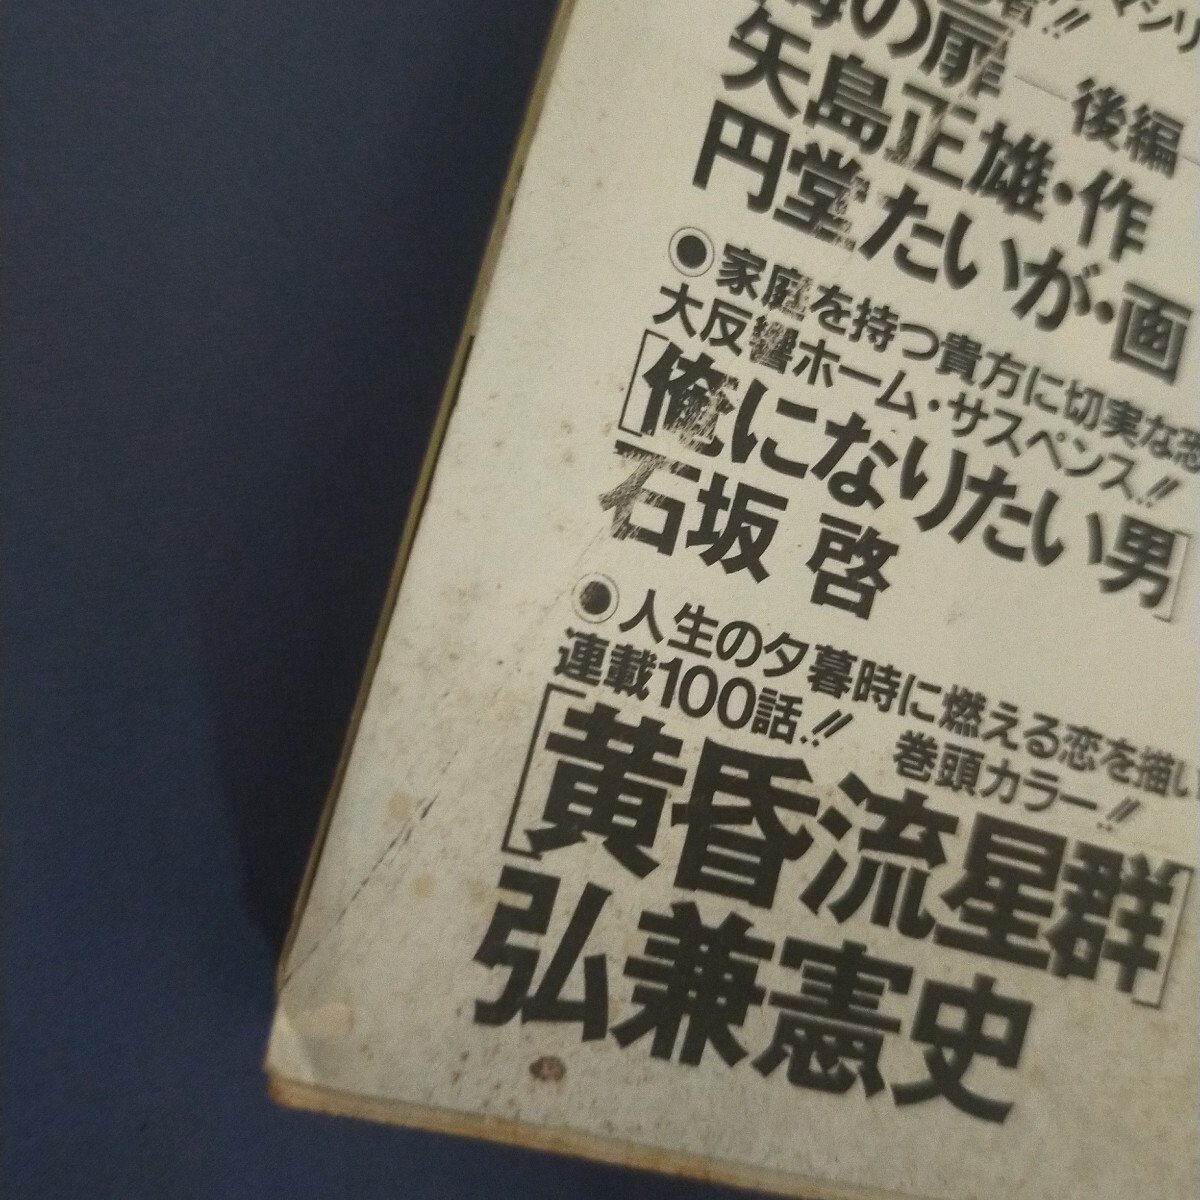 の扉 後編
矢島正雄・作
円堂たいが・画
◉家庭を持つ貴方に切実な恐
大反響ホーム・サスペンス!!
[俺になりたい男]
石坂 啓
◉人生の夕暮時に燃える恋を描い
連載100話!! 巻頭カラー!!
[黄昏流星群]
弘兼憲史